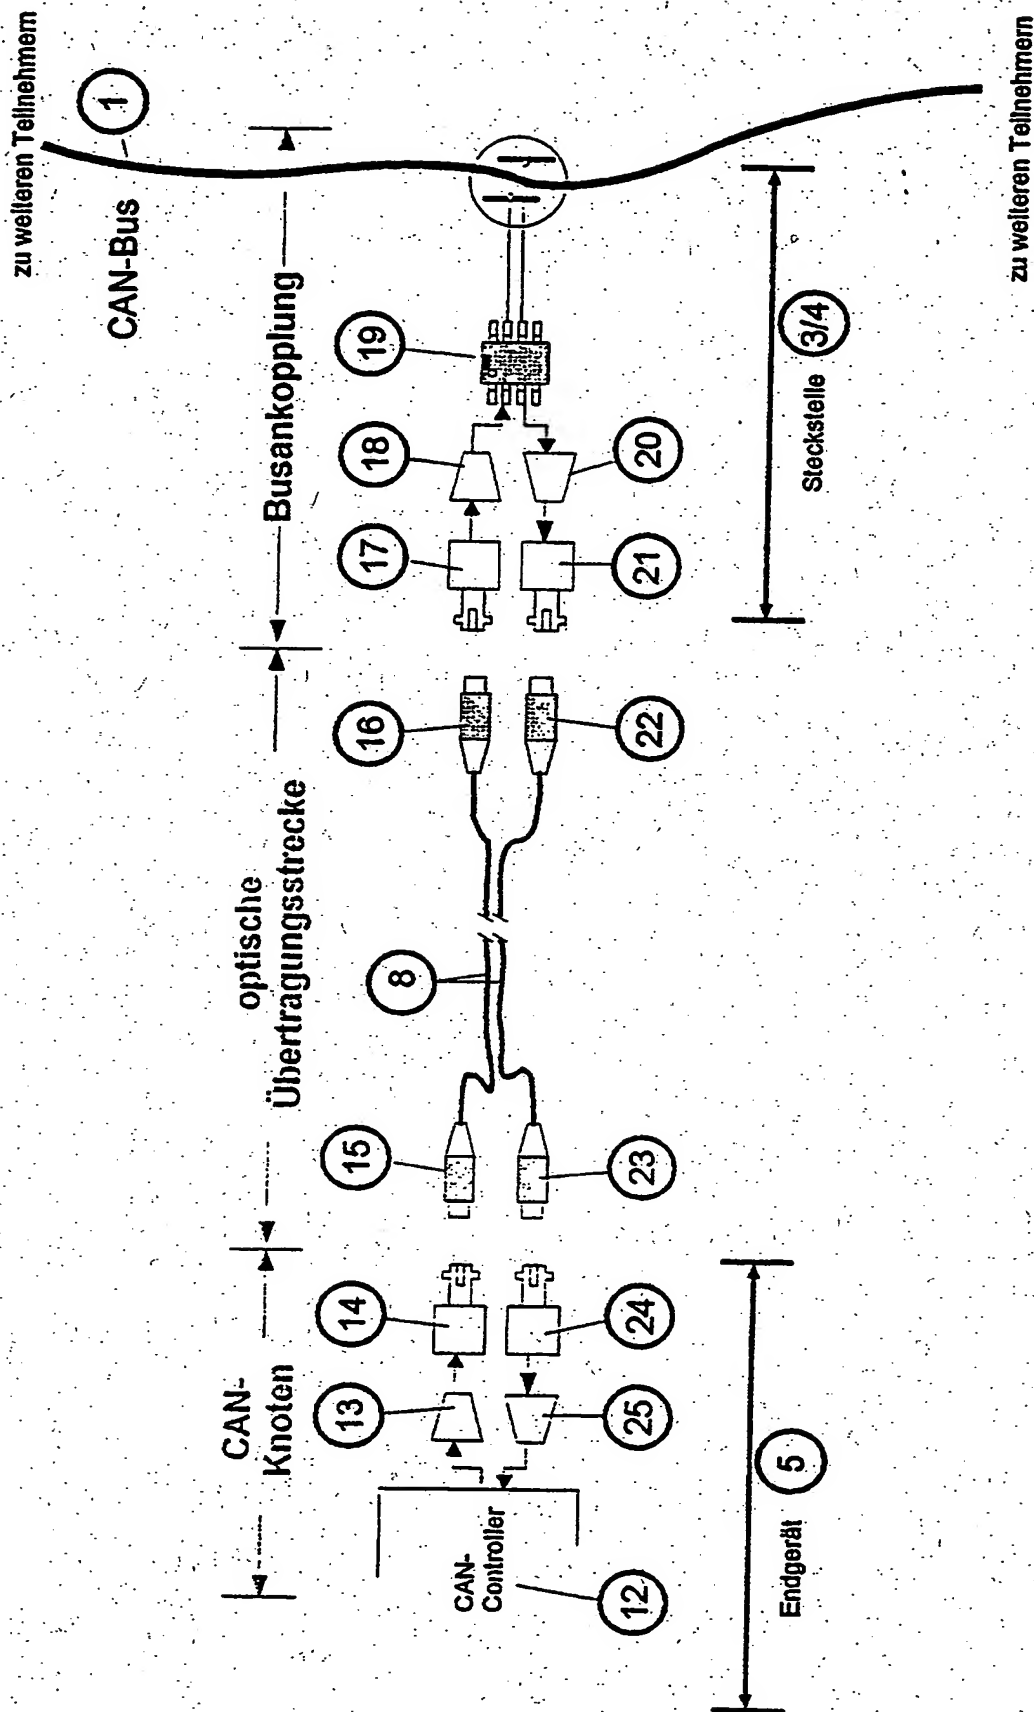 zu weiteren Teilnehmern
1
CAN-Bus
Busankopplung
optische
Übertragungsstrecke
CAN-
Knoten
13
14
15
8
16
17
18
19
CAN-
Controller
12
25
24
23
22
21
20
Endgerät 5
Steckstelle 3/4
zu weiteren Teilnehmern